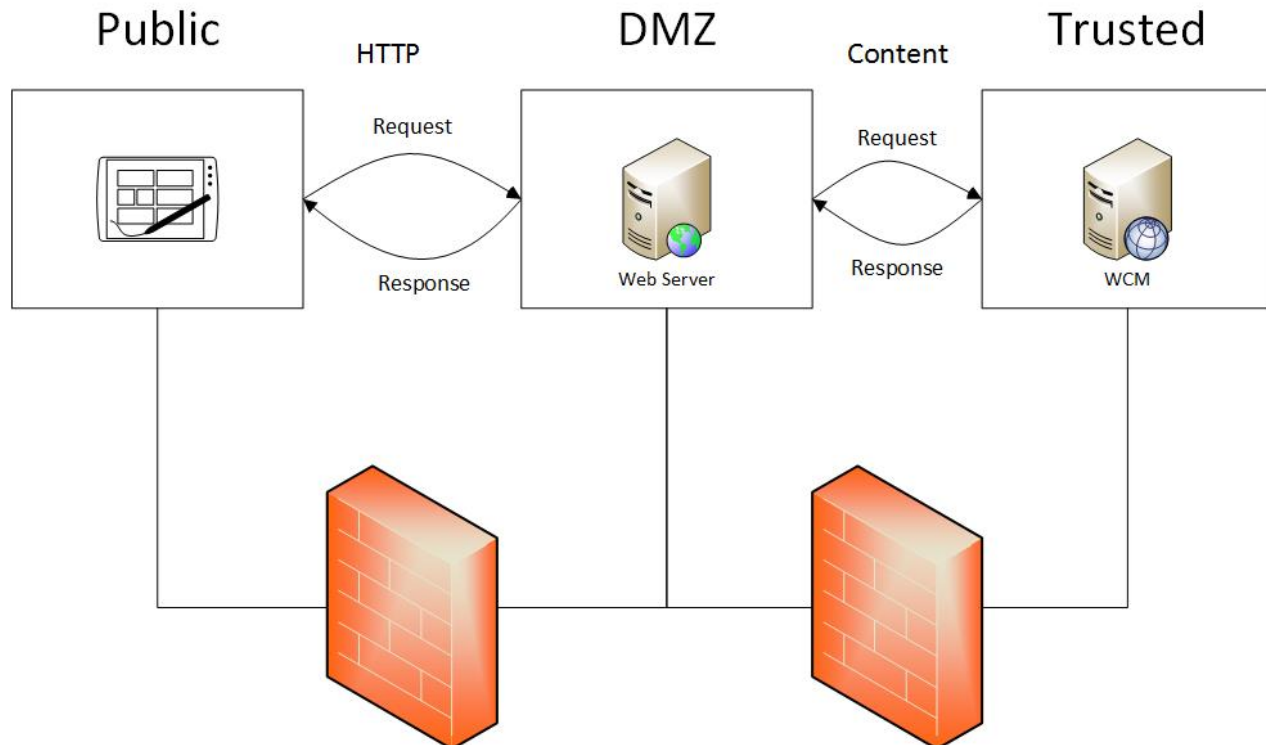 Public
HTTP
DMZ
Content
Trusted
Request
Response
Request
Response
Web Server
WCM